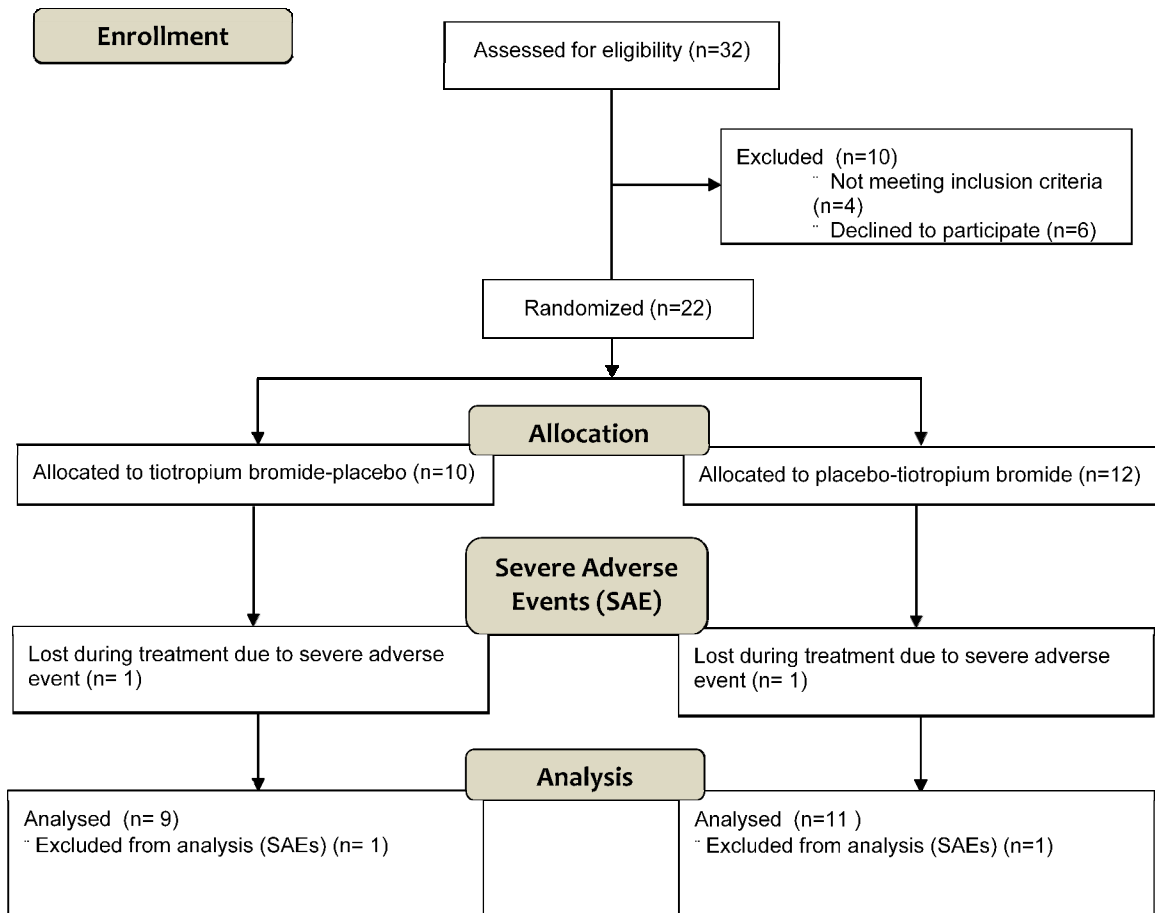 Enrollment
Assessed for eligibility (n=32)
Excluded (n=10)
¨ Not meeting inclusion criteria
(n=4)
¨ Declined to participate (n=6)
Randomized (n=22)
Allocation
Allocated to tiotropium bromide-placebo (n=10)
Allocated to placebo-tiotropium bromide (n=12)
Severe Adverse
Events (SAE)
Lost during treatment due to severe adverse
event (n= 1)
Lost during treatment due to severe adverse
event (n= 1)
Analysis
Analysed (n= 9)
¨ Excluded from analysis (SAEs) (n= 1)
Analysed (n=11 )
¨ Excluded from analysis (SAEs) (n=1)